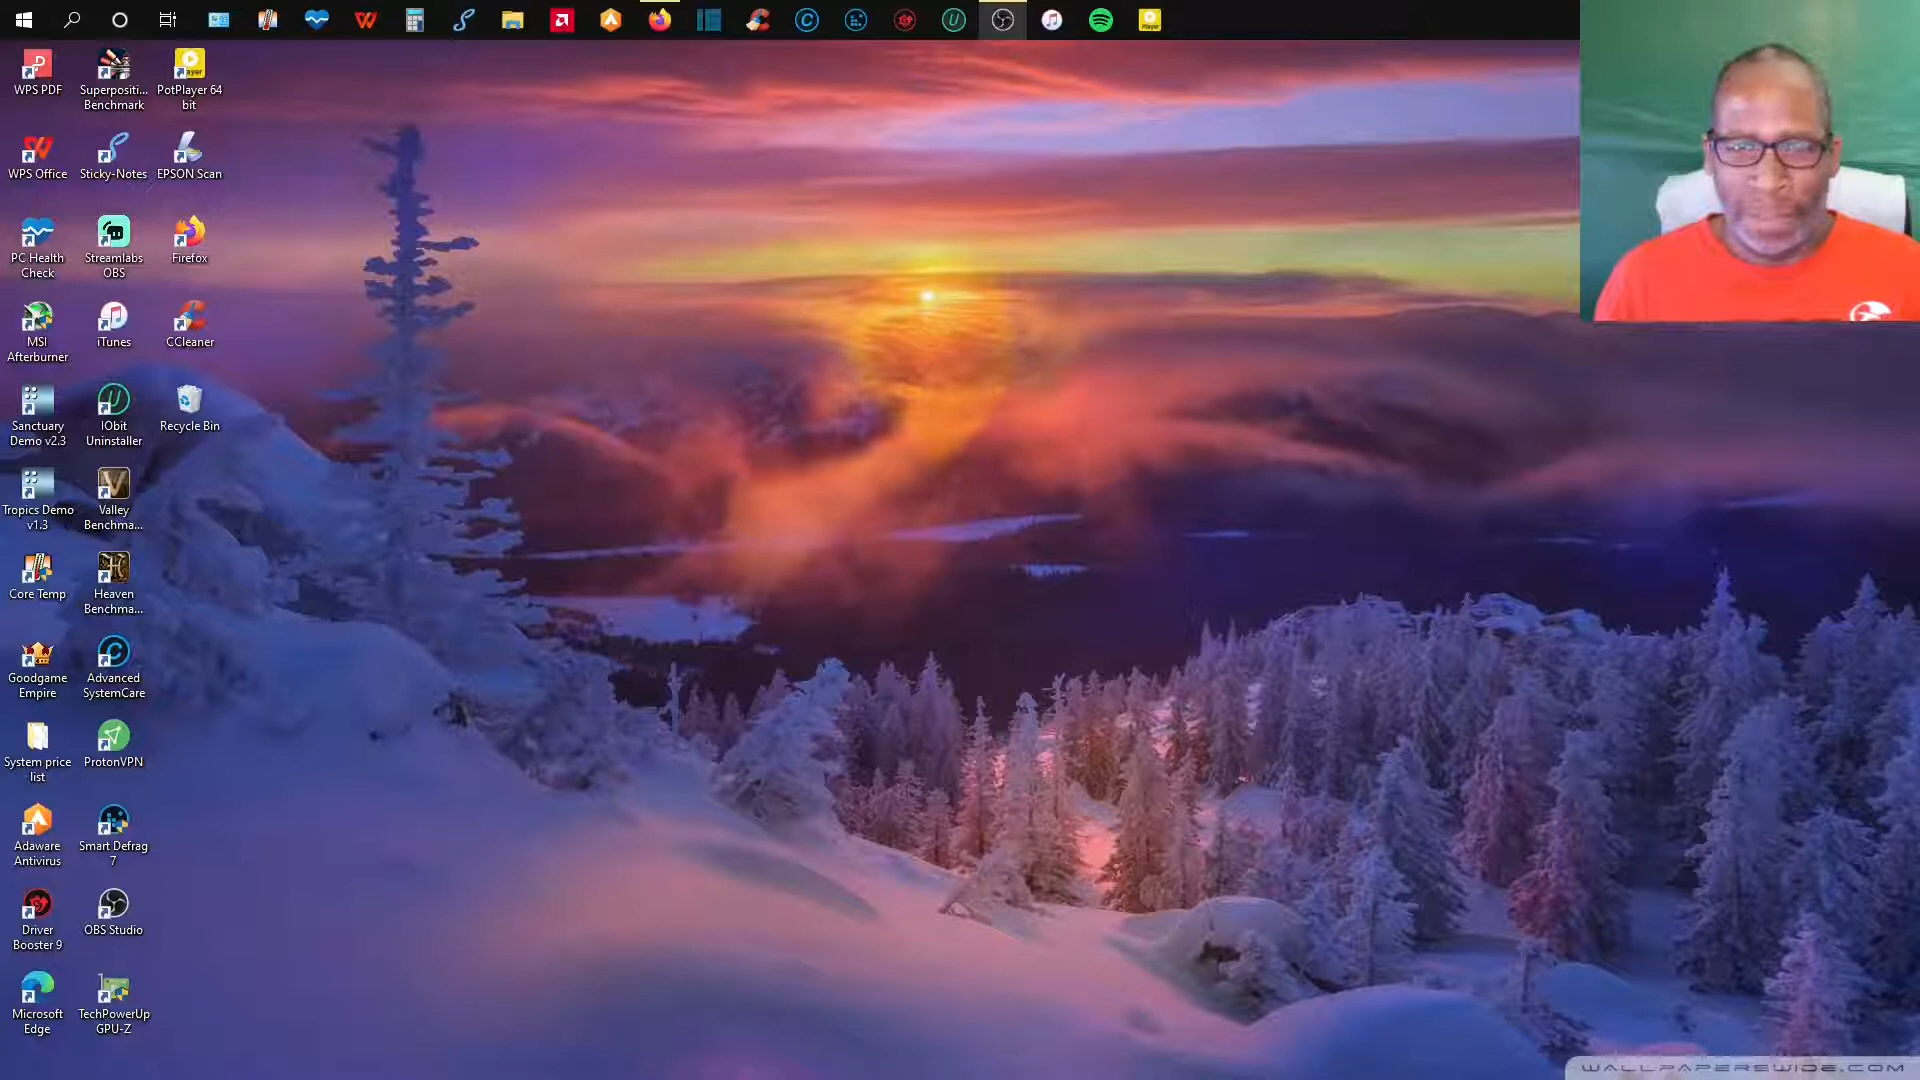 WPS PDF
Superpositi...
Benchmark
PotPlayer 64
bit
WPS Office
Sticky-Notes
EPSON Scan
PC Health
Check
Streamlabs
OBS
Firefox
MSI
Afterburner
iTunes
CCleaner
Sanctuary
Demo v2.3
IObit
Uninstaller
Recycle Bin
Tropics Demo
v1.3
Valley
Benchma...
Core Temp
Heaven
Benchma...
Goodgame
Empire
Advanced
SystemCare
System price
list
ProtonVPN
Adaware
Antivirus
Smart Defrag
7
Driver
Booster 9
OBS Studio
Microsoft
Edge
TechPowerUp
GPU-Z
WALLPAPERSWIDE.COM